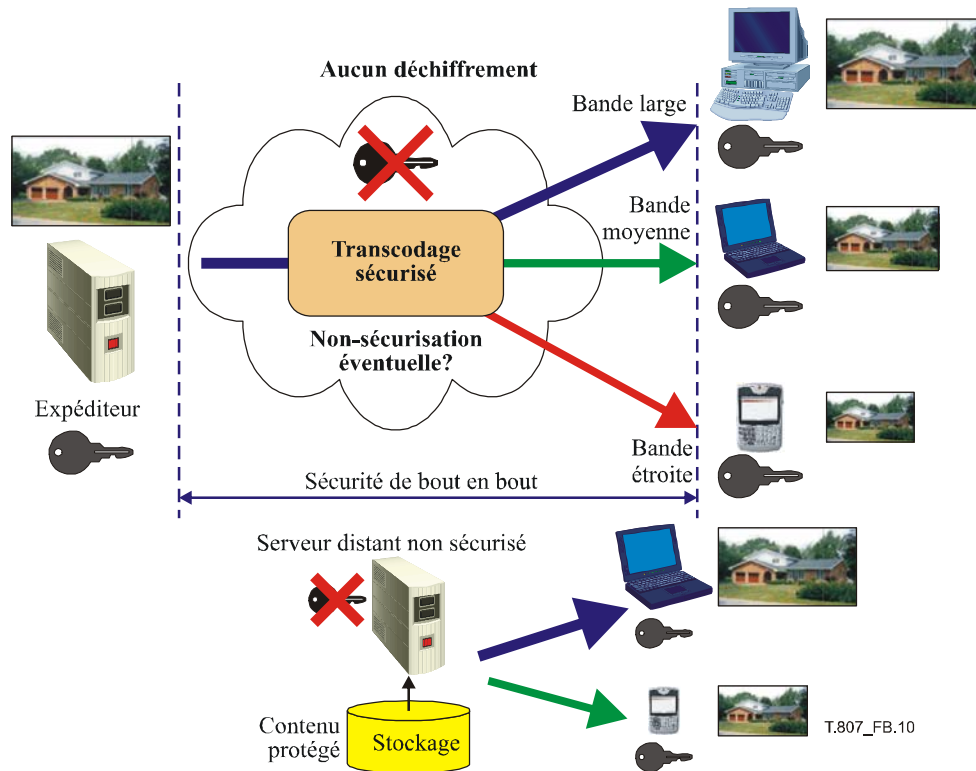 Aucun déchiffrement
Bande large
Bande
moyenne
Transcodage
sécurisé
Non-sécurisation
éventuelle?
Expéditeur
Bande
étroite
Sécurité de bout en bout
Serveur distant non sécurisé
Contenu
protégé
Stockage
T.807_FB.10